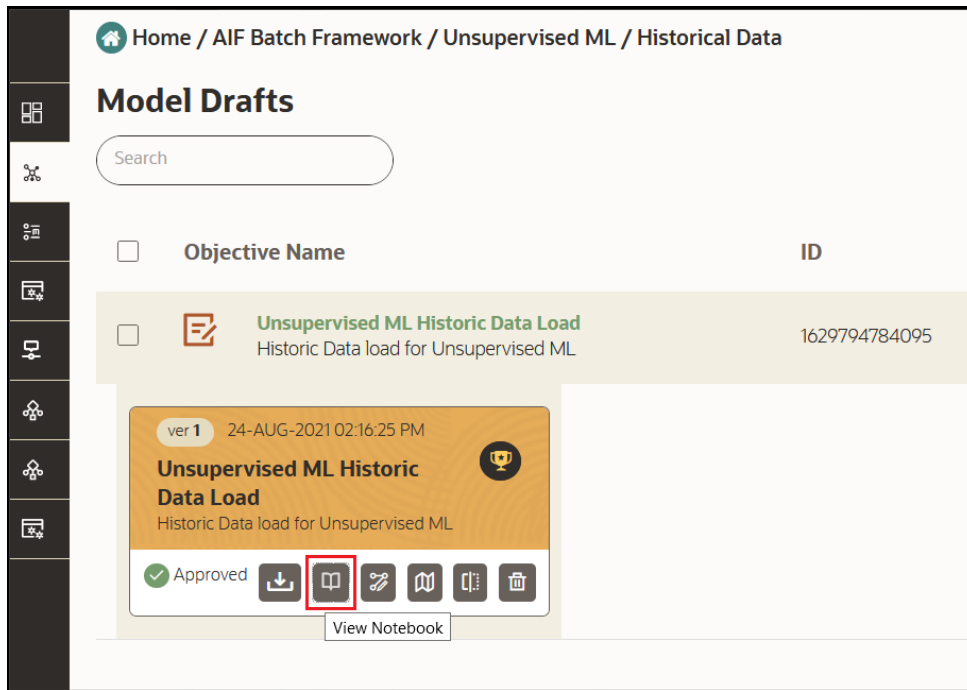 Home / AIF Batch Framework / Unsupervised ML / Historical Data
Model Drafts
Search
Objective Name ID
Unsupervised ML Historic Data Load
Historic Data load for Unsupervised ML 1629794784095
ver 1 24-AUG-2021 02:16:25 PM
Unsupervised ML Historic
Data Load
Historic Data load for Unsupervised ML
Approved
View Notebook